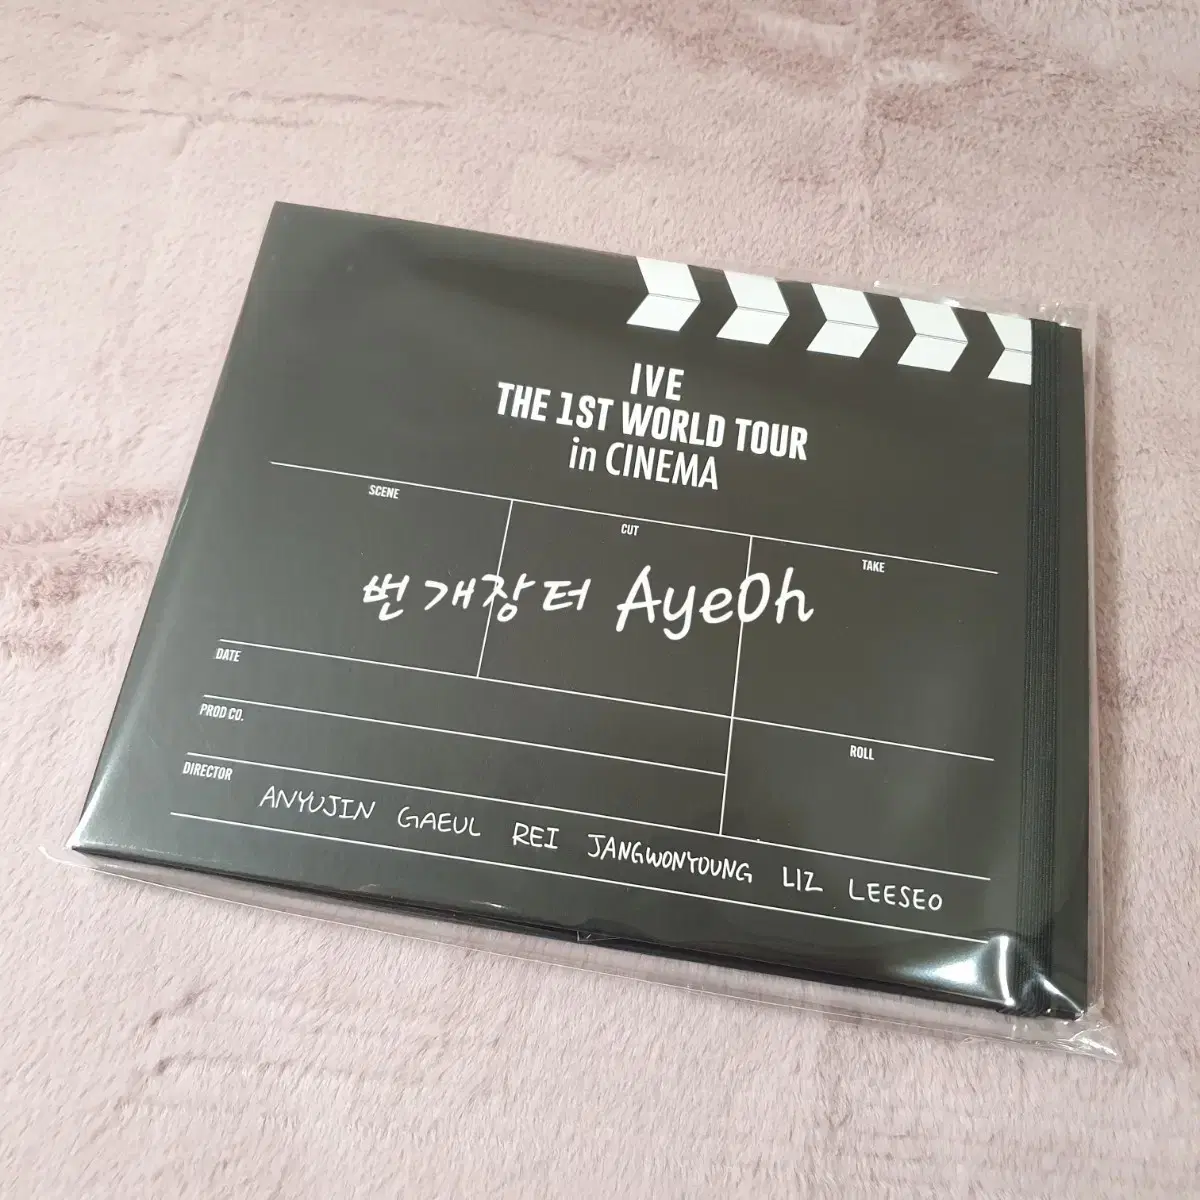 IVE
THE 1ST WORLD TOUR
in CINEMA
SCENE
CUT
TAKE
번개장터 AyeOh
DATE
PROD CO.
ROLL
DIRECTOR
ANYUJIN GAEUL REI JANGWONYOUNG LIZ LEESEO